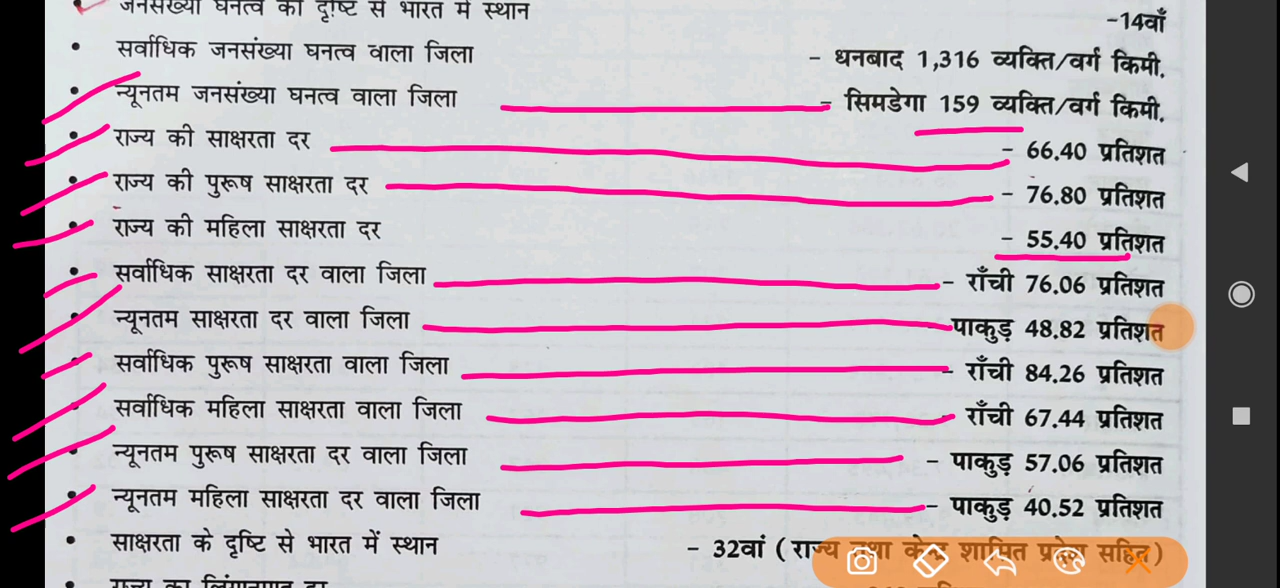 जनसंख्या घनत्व की दृष्टि से भारत में स्थान -14वाँ
• सर्वाधिक जनसंख्या घनत्व वाला जिला - धनबाद 1,316 व्यक्ति/वर्ग किमी.
• न्यूनतम जनसंख्या घनत्व वाला जिला - सिमडेगा 159 व्यक्ति/वर्ग किमी.
• राज्य की साक्षरता दर - 66.40 प्रतिशत
• राज्य की पुरूष साक्षरता दर - 76.80 प्रतिशत
• राज्य की महिला साक्षरता दर - 55.40 प्रतिशत
• सर्वाधिक साक्षरता दर वाला जिला - राँची 76.06 प्रतिशत
• न्यूनतम साक्षरता दर वाला जिला - पाकुड़ 48.82 प्रतिशत
• सर्वाधिक पुरूष साक्षरता वाला जिला - राँची 84.26 प्रतिशत
• सर्वाधिक महिला साक्षरता वाला जिला - राँची 67.44 प्रतिशत
• न्यूनतम पुरूष साक्षरता दर वाला जिला - पाकुड़ 57.06 प्रतिशत
• न्यूनतम महिला साक्षरता दर वाला जिला - पाकुड़ 40.52 प्रतिशत
• साक्षरता के दृष्टि से भारत में स्थान - 32वां (राज्य तथा केन्द्र शासित प्रदेश सहित)